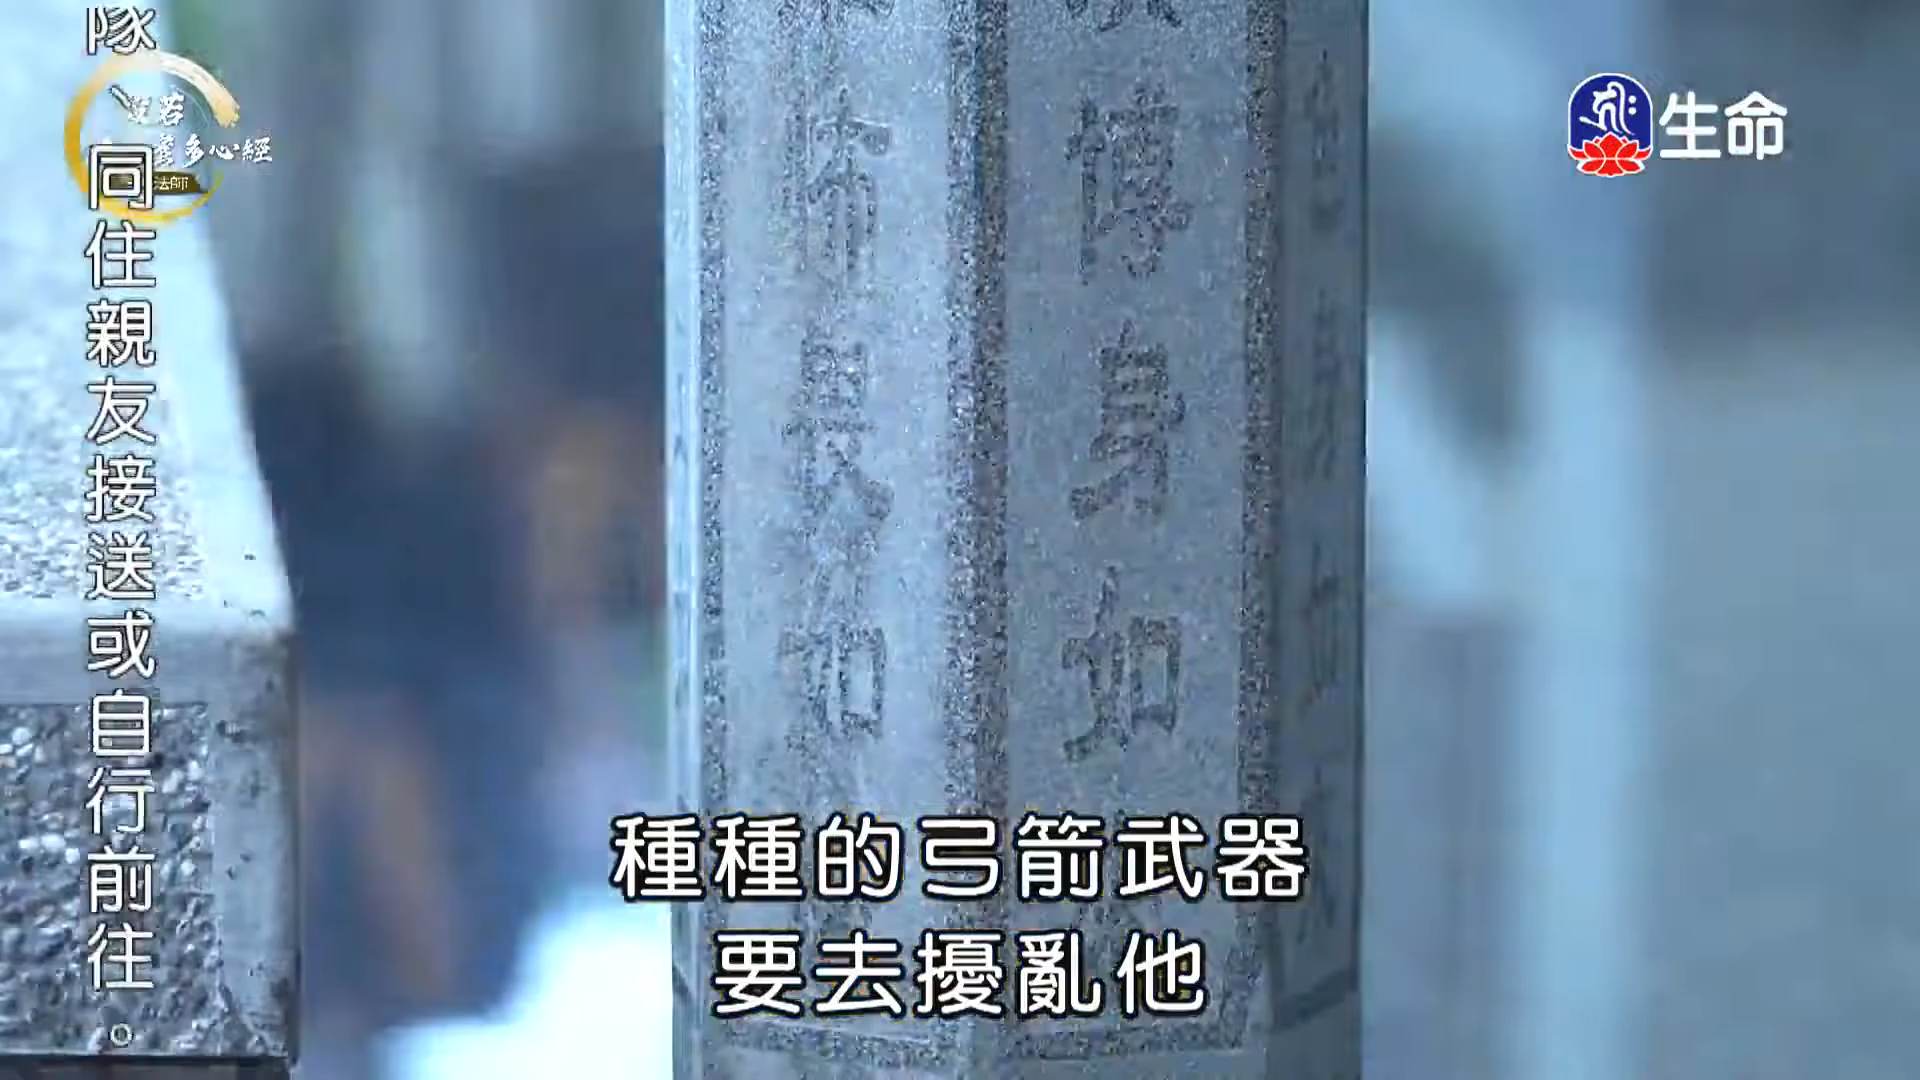 隊、同住親友接送或自行前往。
般若
多心經
法師
生命
博
身
如
如
種種的弓箭武器
要去擾亂他